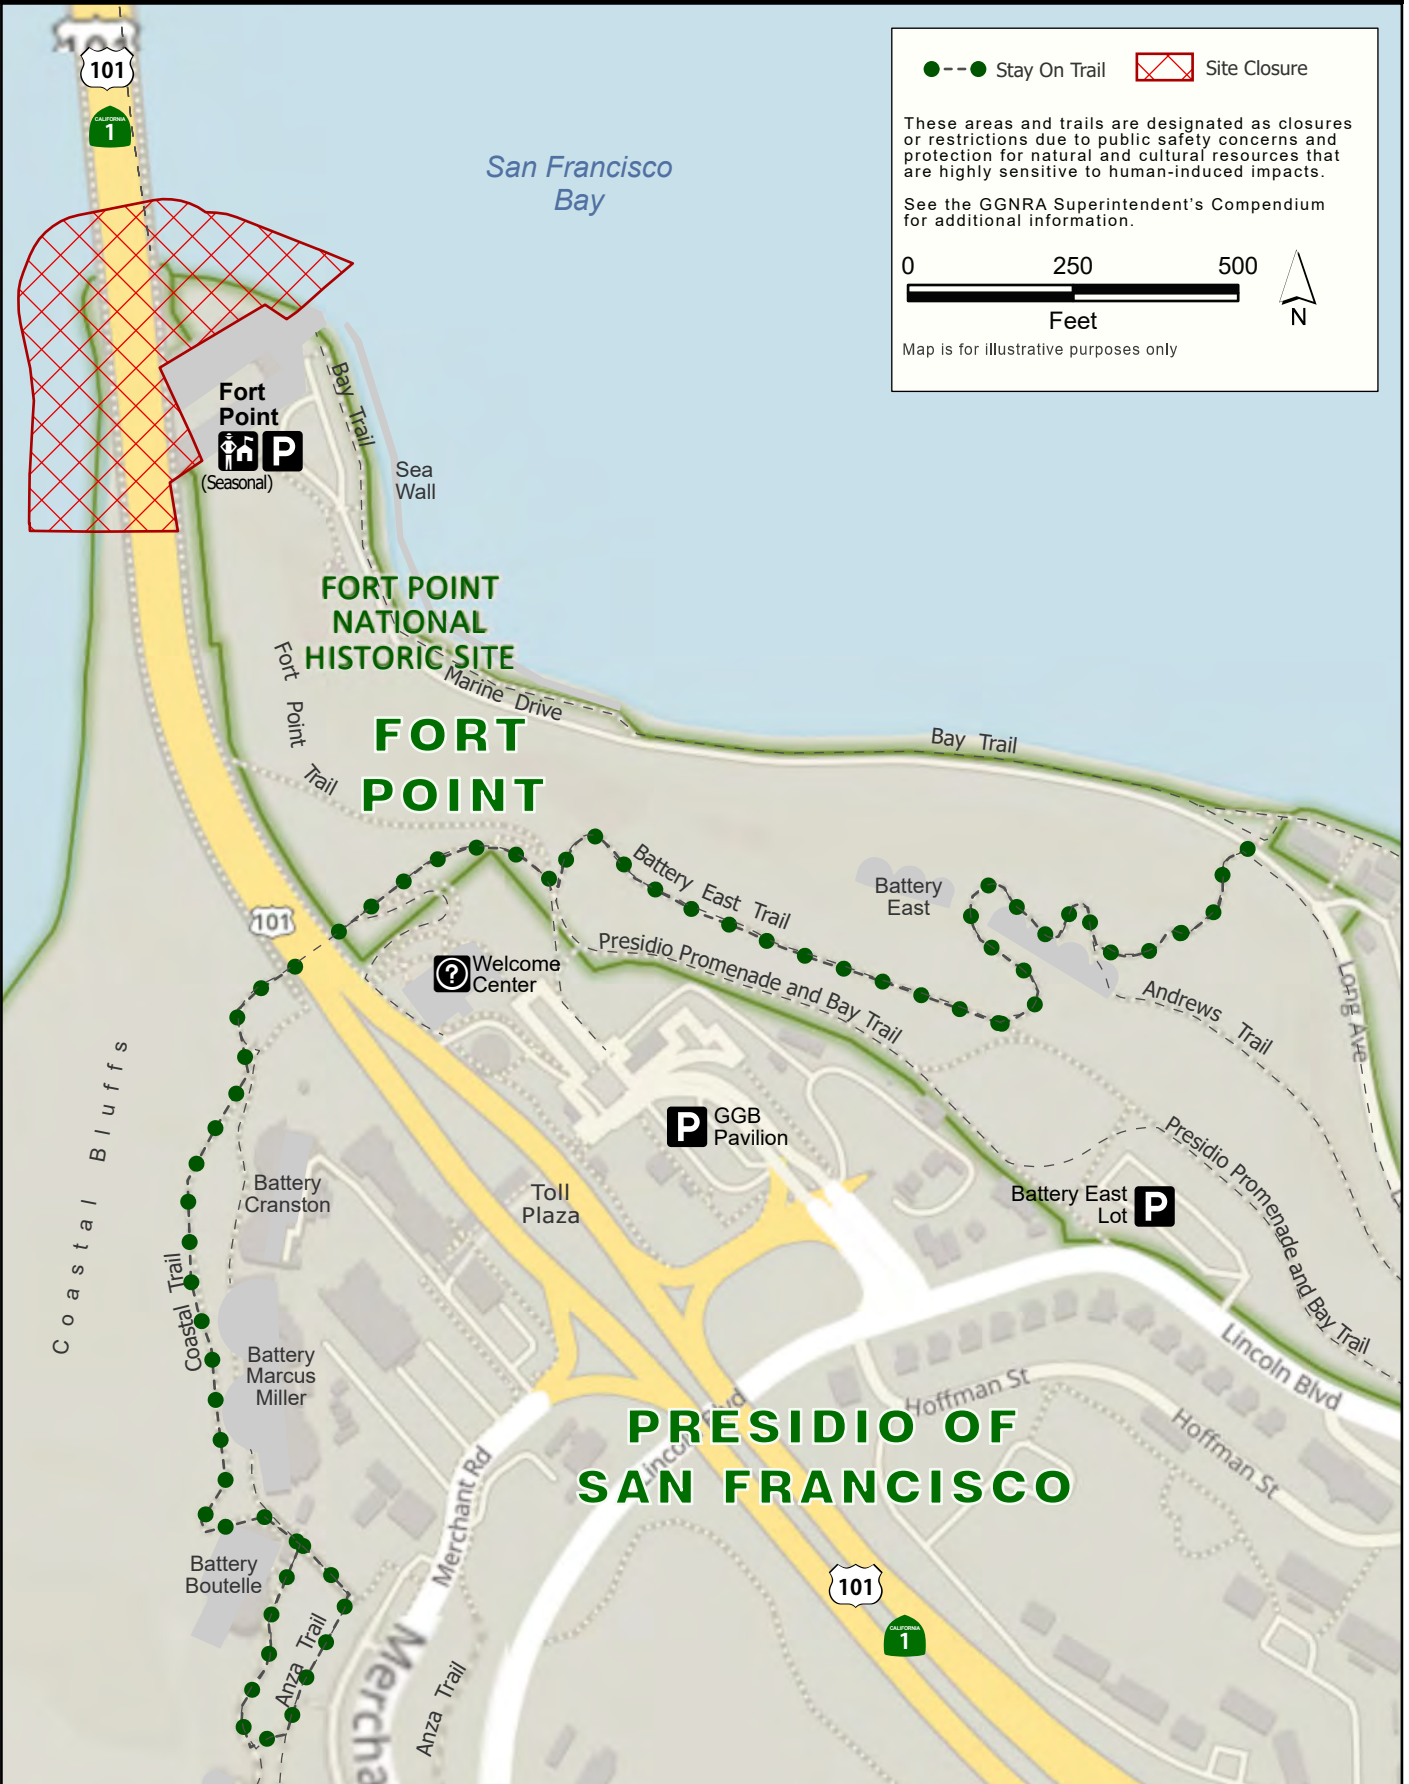 101
101
CALIFORNIA
1
San Francisco
Bay
Stay On Trail
Site Closure
These areas and trails are designated as closures
or restrictions due to public safety concerns and
protection for natural and cultural resources that
are highly sensitive to human-induced impacts.
See the GGNRA Superintendent's Compendium
for additional information.
0 250 500
Feet
N
Map is for illustrative purposes only
Fort
Point
P
(Seasonal)
Bay Trail
Sea
Wall
FORT POINT
NATIONAL
HISTORIC SITE
Fort Point Trail
Marine Drive
FORT
POINT
Bay Trail
Battery East Trail
Battery
East
101
Presidio Promenade and Bay Trail
?
Welcome
Center
Andrews Trail
Long Ave
Coastal Bluffs
P
GGB
Pavilion
Presidio Promenade and Bay Trail
Battery
Cranston
Toll
Plaza
Battery East
Lot
P
Coastal Trail
Lincoln Blvd
Battery
Marcus
Miller
Hoffman St
Hoffman St
Lincoln Blvd
PRESIDIO OF
SAN FRANCISCO
Merchant Rd
Battery
Boutelle
101
CALIFORNIA
1
Anza Trail
Anza Trail
Mercha